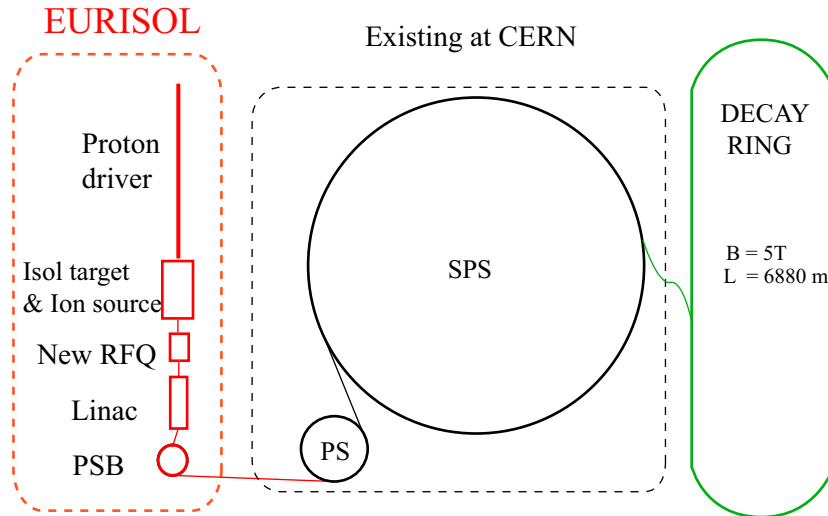 EURISOL
Existing at CERN
Proton
driver
Isol target
& Ion source
New RFQ
Linac
PSB
PS
SPS
DECAY
RING
B = 5T
L = 6880 m